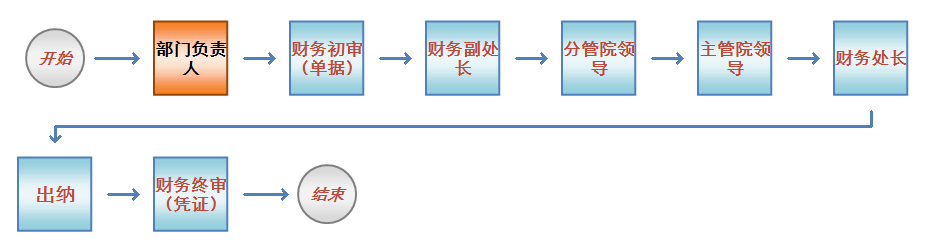 开始
部门负责
人
财务初审
（单据）
财务副处
长
分管院领
导
主管院领
导
财务处长
出纳
财务终审
（凭证）
结束